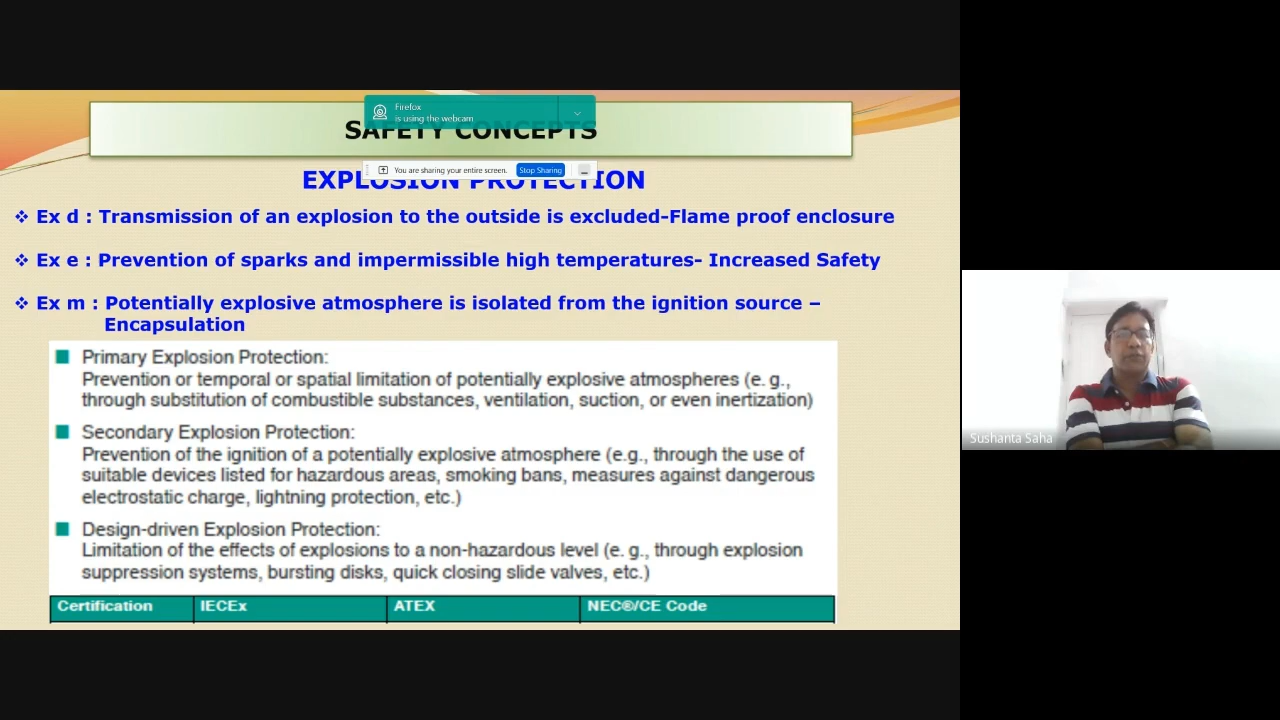 Firefox
is using the webcam
SAFETY CONCEPTS
You are sharing your entire screen. Stop Sharing
EXPLOSION PROTECTION
❖ Ex d : Transmission of an explosion to the outside is excluded-Flame proof enclosure
❖ Ex e : Prevention of sparks and impermissible high temperatures- Increased Safety
❖ Ex m : Potentially explosive atmosphere is isolated from the ignition source –
Encapsulation
Primary Explosion Protection:
Prevention or temporal or spatial limitation of potentially explosive atmospheres (e. g.,
through substitution of combustible substances, ventilation, suction, or even inertization)
Secondary Explosion Protection:
Prevention of the ignition of a potentially explosive atmosphere (e.g., through the use of
suitable devices listed for hazardous areas, smoking bans, measures against dangerous
electrostatic charge, lightning protection, etc.)
Design-driven Explosion Protection:
Limitation of the effects of explosions to a non-hazardous level (e. g., through explosion
suppression systems, bursting disks, quick closing slide valves, etc.)
Certification IECEx ATEX NEC®/CE Code
Sushanta Saha